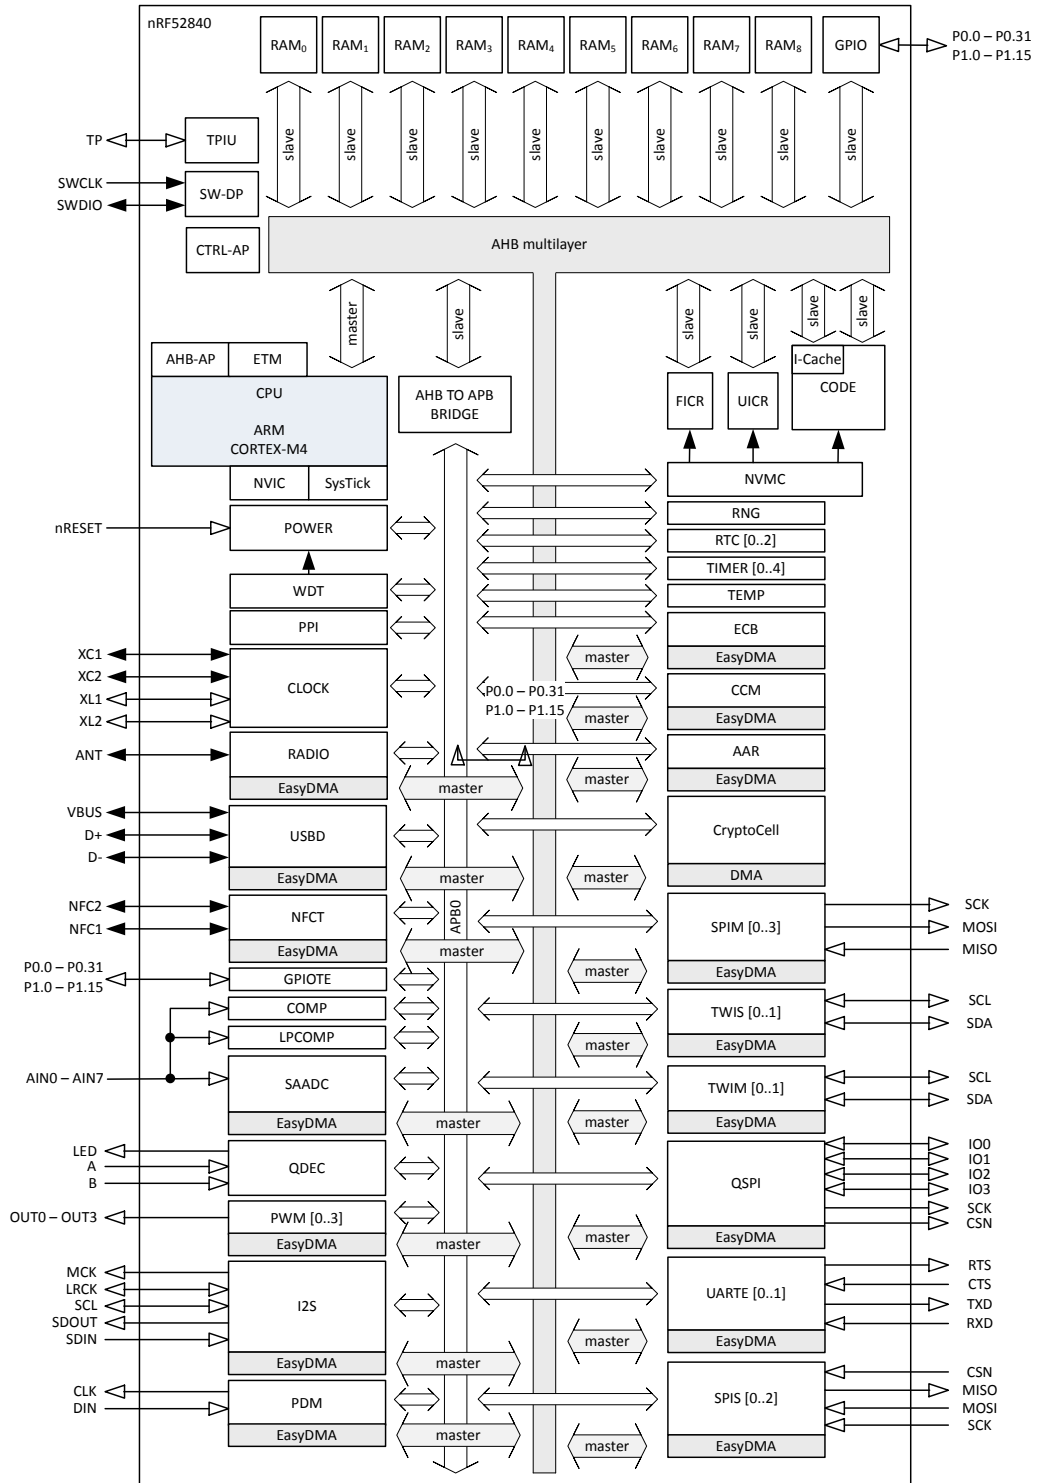 nRF52840
RAM0 RAM1 RAM2 RAM3 RAM4 RAM5 RAM6 RAM7 RAM8 GPIO
P0.0 – P0.31
P1.0 – P1.15
slave slave slave slave slave slave slave slave slave slave
TP TPIU
SWCLK
SWDIO
SW-DP
CTRL-AP
AHB multilayer
master slave slave slave slave slave
AHB-AP ETM
CPU
ARM
CORTEX-M4
NVIC SysTick
AHB TO APB
BRIDGE
FICR UICR
I-Cache
CODE
NVMC
nRESET POWER
RNG
RTC [0..2]
TIMER [0..4]
WDT
TEMP
PPI
ECB
master EasyDMA
XC1
XC2
XL1
XL2
CLOCK
P0.0 – P0.31
P1.0 – P1.15
CCM
master EasyDMA
ANT RADIO
EasyDMA master
AAR
master EasyDMA
VBUS
D+
D-
USBD
EasyDMA master
CryptoCell
master DMA
APB0
NFC2
NFC1
NFCT
EasyDMA master
SPIM [0..3]
master EasyDMA
SCK
MOSI
MISO
P0.0 – P0.31
P1.0 – P1.15
GPIOTE
COMP
LPCOMP
TWIS [0..1]
master EasyDMA
SCL
SDA
AIN0 – AIN7 SAADC
EasyDMA master
TWIM [0..1]
master EasyDMA
SCL
SDA
LED
A
B
QDEC
QSPI
master EasyDMA
IO0
IO1
IO2
IO3
SCK
CSN
OUT0 – OUT3 PWM [0..3]
EasyDMA master
MCK
LRCK
SCL
SDOUT
SDIN
I2S
EasyDMA master
UARTE [0..1]
master EasyDMA
RTS
CTS
TXD
RXD
CLK
DIN
PDM
EasyDMA master
SPIS [0..2]
master EasyDMA
CSN
MISO
MOSI
SCK